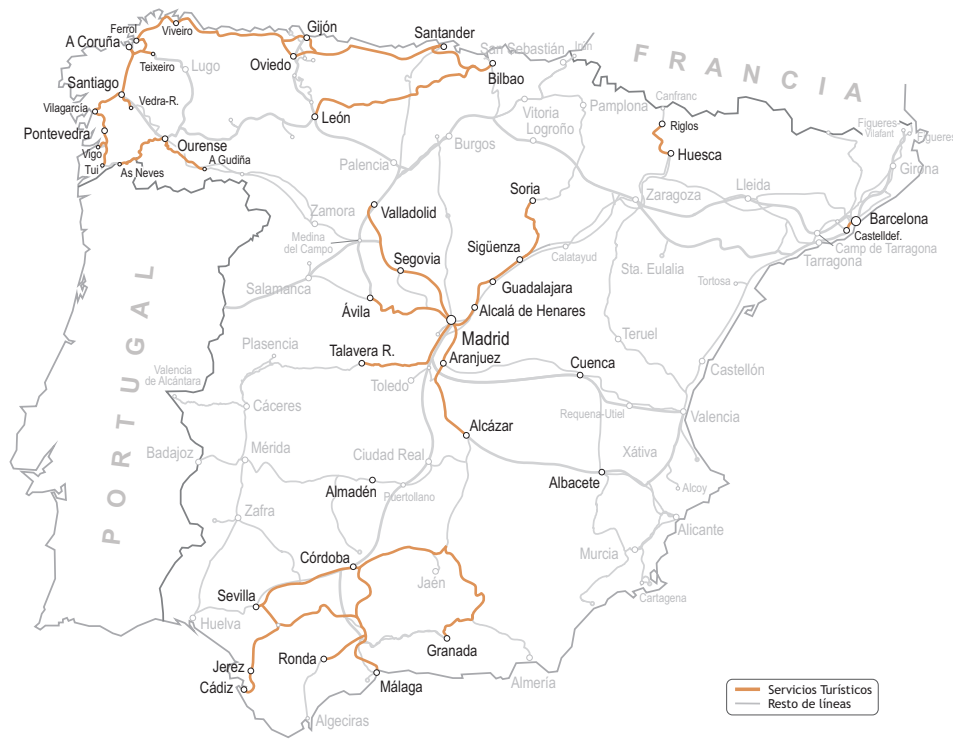 Ferrol
Viveiro
Gijón
A Coruña
Santander
San Sebastián
Irún
FRANCIA
Oviedo
Teixeiro
Lugo
Bilbao
Santiago
Vedra-R.
Vilagarcía
León
Canfranc
Pamplona
Vitoria
Logroño
Riglos
Figueres
Vilafant
Figueres
Pontevedra
Ourense
Burgos
Huesca
Vigo
Tui
As Neves
A Gudiña
Palencia
Girona
Soria
Lleida
Zaragoza
Valladolid
Zamora
Barcelona
Castelldef.
Medina
del Campo
Sigüenza
Calatayud
Camp de Tarragona
Tarragona
Segovia
Sta. Eulalia
Salamanca
Guadalajara
Tortosa
Ávila
Alcalá de Henares
PORTUGAL
Madrid
Teruel
Plasencia
Talavera R.
Aranjuez
Cuenca
Castellón
Valencia
de Alcántara
Toledo
Cáceres
Requena-Utiel
Valencia
Alcázar
Mérida
Ciudad Real
Xátiva
Badajoz
Almadén
Puertollano
Albacete
Alcoy
Zafra
Alicante
Murcia
Córdoba
Jaén
Sevilla
Cartagena
Huelva
Granada
Jerez
Ronda
Almería
Cádiz
Málaga
Algeciras
Servicios Turísticos
Resto de líneas